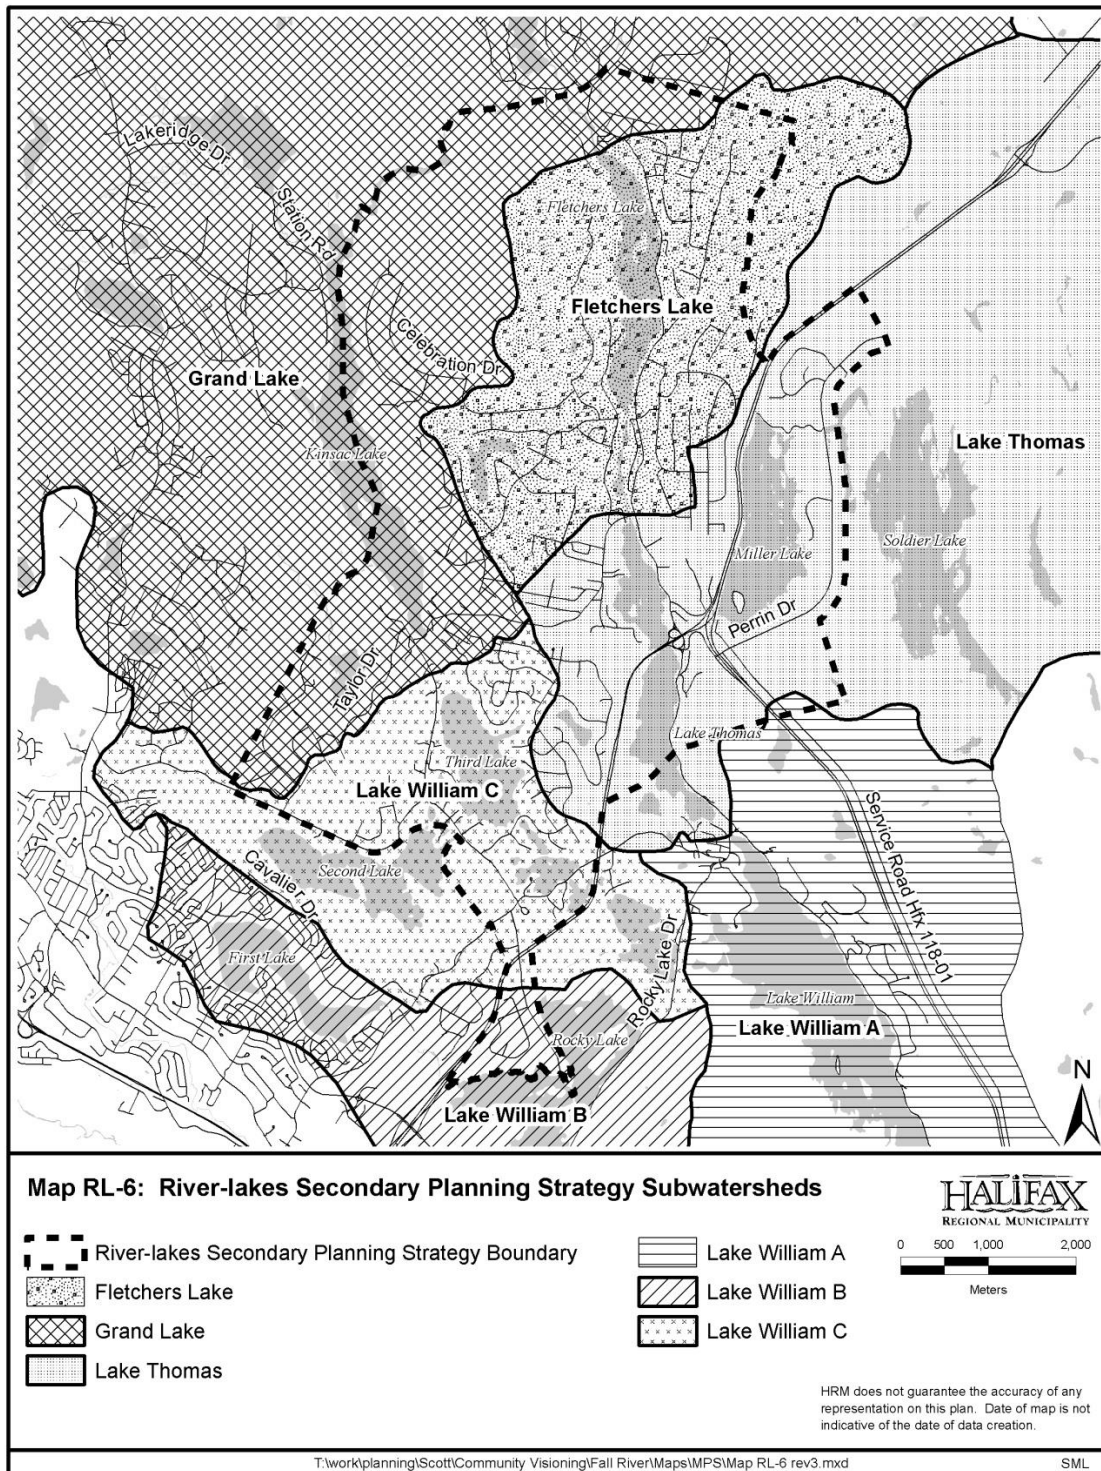 Lakeridge Dr
Station Rd
Fletchers Lake
Fletchers Lake
Celebration Dr
Grand Lake
Lake Thomas
Kinsac Lake
Soldier Lake
Miller Lake
Perrin Dr
Taylor Dr
Lake Thomas
Third Lake
Lake William C
Service Road Hfx 118-01
Second Lake
Cavalier Dr
Rocky Lake Dr
First Lake
Lake William
Lake William A
Rocky Lake
Lake William B
N
Map RL-6: River-lakes Secondary Planning Strategy Subwatersheds
HALIFAX
REGIONAL MUNICIPALITY
River-lakes Secondary Planning Strategy Boundary
Fletchers Lake
Grand Lake
Lake Thomas
Lake William A
Lake William B
Lake William C
0 500 1,000 2,000
Meters
HRM does not guarantee the accuracy of any
representation on this plan. Date of map is not
indicative of the date of data creation.
T:\work\planning\Scott\Community Visioning\Fall River\Maps\MPS\Map RL-6 rev3.mxd SML